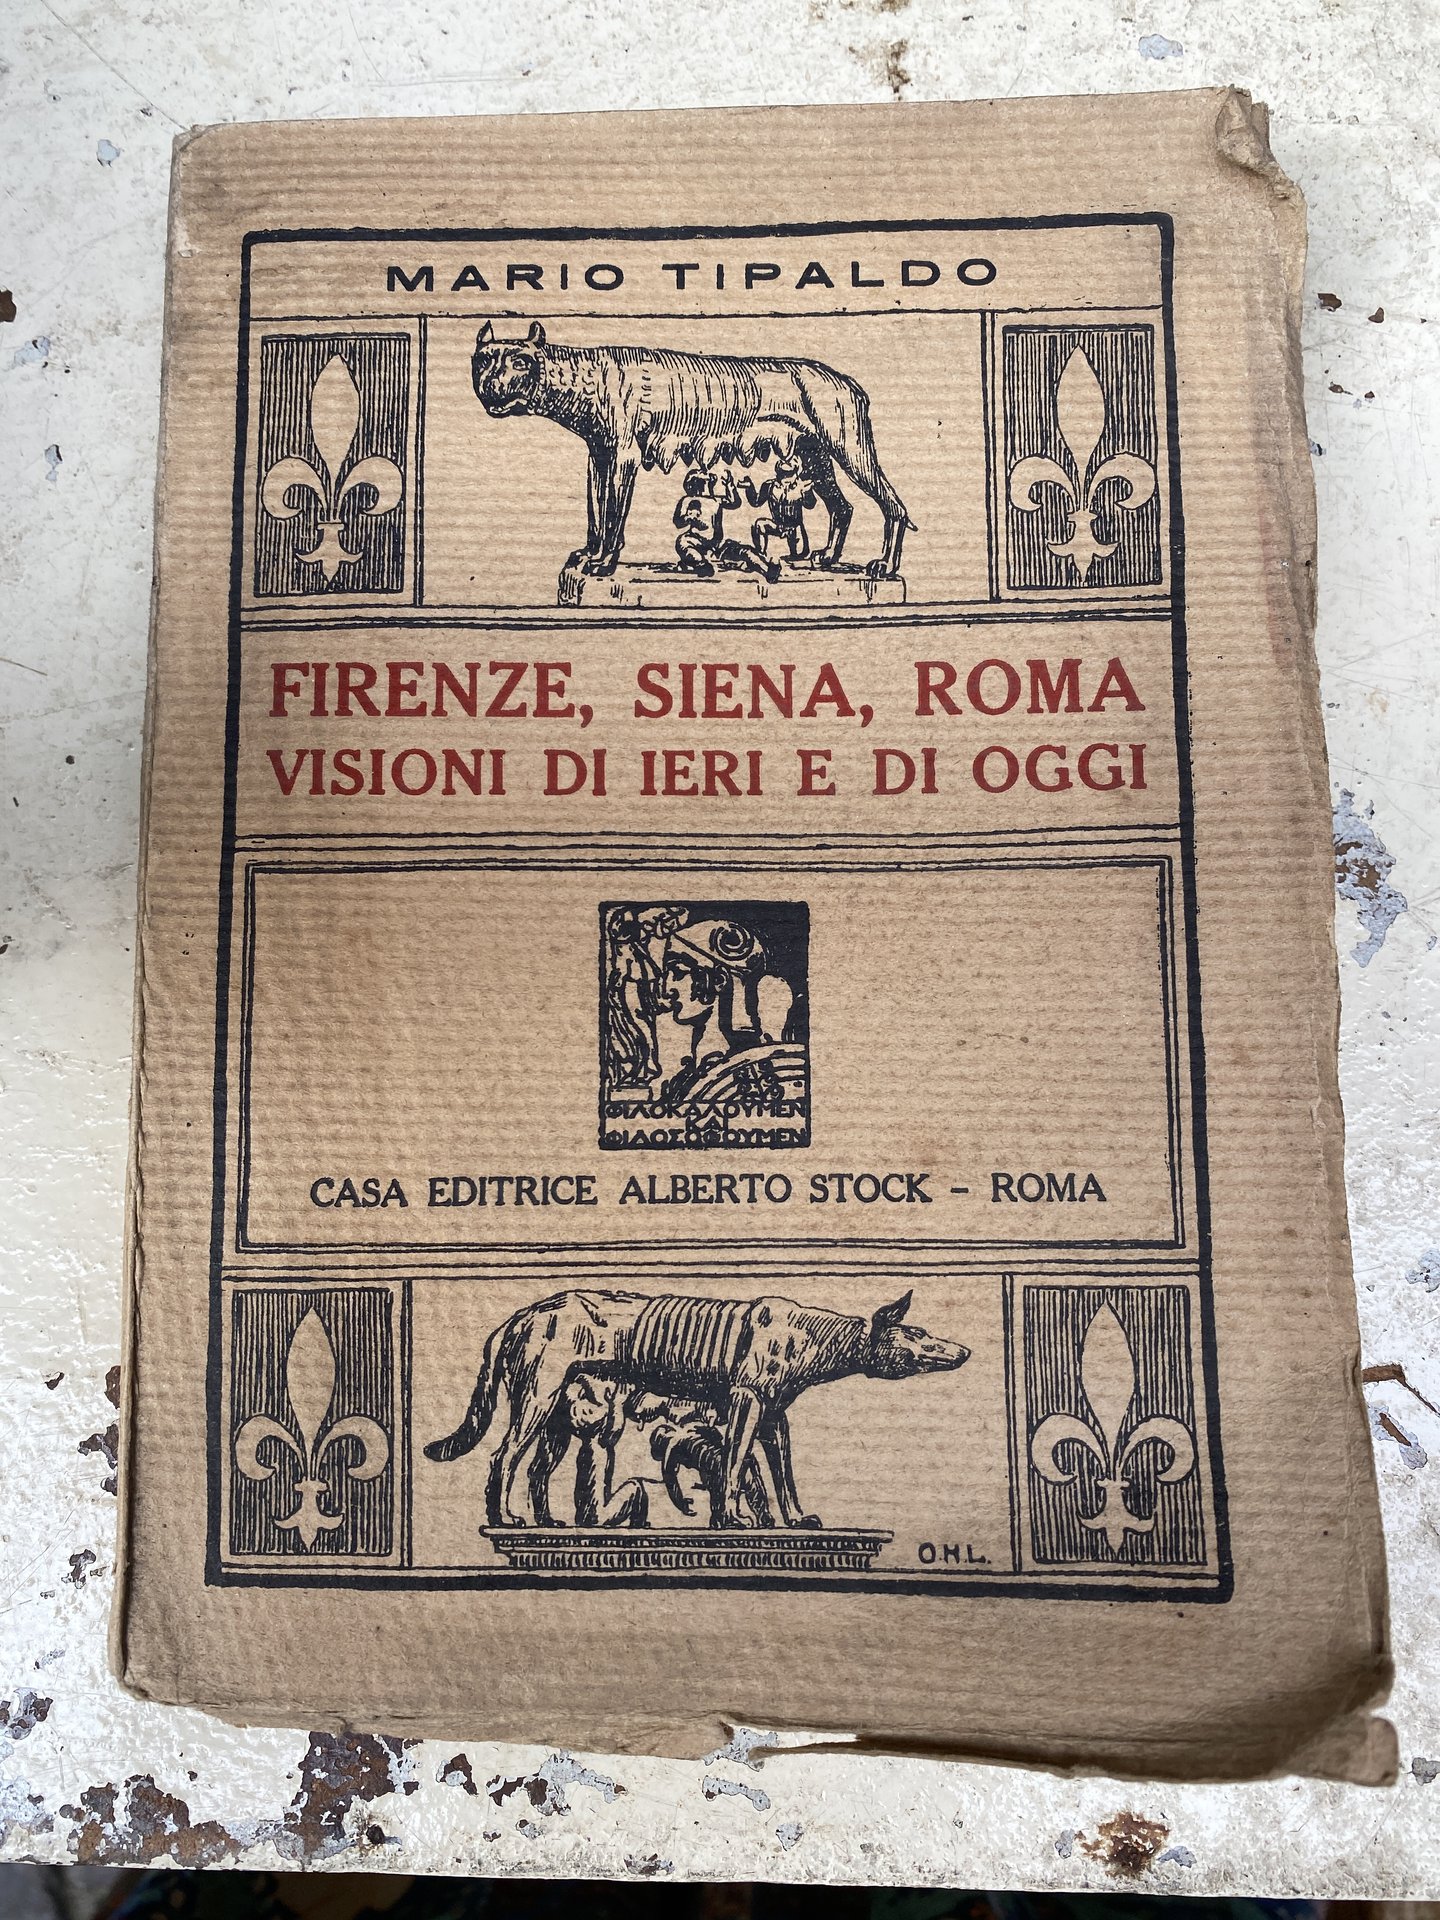 MARIO TIPALDO
FIRENZE, SIENA, ROMA
VISIONI DI IERI E DI OGGI
ΦΙΛΟΚΑΛΟΥΜΕΝ
ΚΑΙ
ΦΙΛΟΣΟΦΟΥΜΕΝ
CASA EDITRICE ALBERTO STOCK – ROMA
O.H.L.